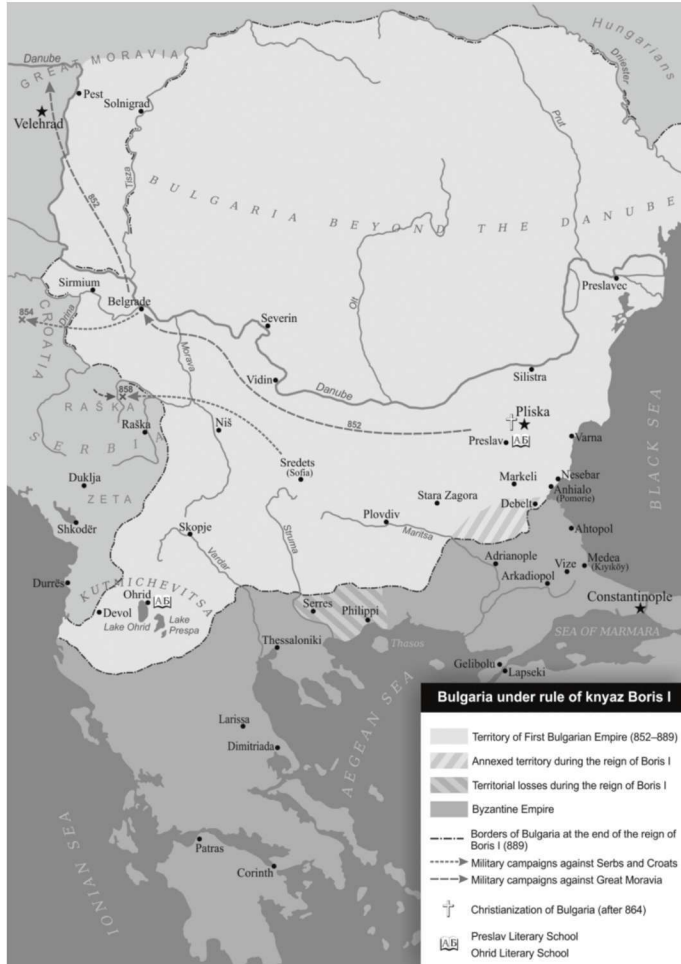 Hungarians
Danube
GREAT MORAVIA
Dniester
Pest
Solnigrad
Velehrad
Prut
Tisza
852
BULGARIA BEYOND THE DANUBE
Sirmium
Preslavec
Drina
Belgrade
854
CROATIA
Severin
Olt
Morava
Vidin
Danube
Silistra
858
RAŠKA
852
Pliska
Raška
Niš
Preslav
АБ
Varna
SERBIA
BLACK SEA
Sredets
(Sofia)
Markeli
Nesebar
Duklja
Anhialo
(Pomorie)
ZETA
Stara Zagora
Debelt
Shkodër
Skopje
Struma
Plovdiv
Maritsa
Ahtopol
Vardar
Adrianople
Vize
Medea
(Kıyıköy)
Durrës
KUTMICHEVITSA
Arkadiopol
Ohrid
АБ
Constantinople
Devol
Serres
Philippi
Lake Ohrid
Lake
Prespa
SEA OF MARMARA
Thessaloniki
Thasos
Gelibolu
Lapseki
AEGEAN SEA
Larissa
Dimitriada
IONIAN SEA
Patras
Corinth
Bulgaria under rule of knyaz Boris I
Territory of First Bulgarian Empire (852–889)
Annexed territory during the reign of Boris I
Territorial losses during the reign of Boris I
Byzantine Empire
Borders of Bulgaria at the end of the reign of
Boris I (889)
Military campaigns against Serbs and Croats
Military campaigns against Great Moravia
Christianization of Bulgaria (after 864)
АБ
Preslav Literary School
Ohrid Literary School